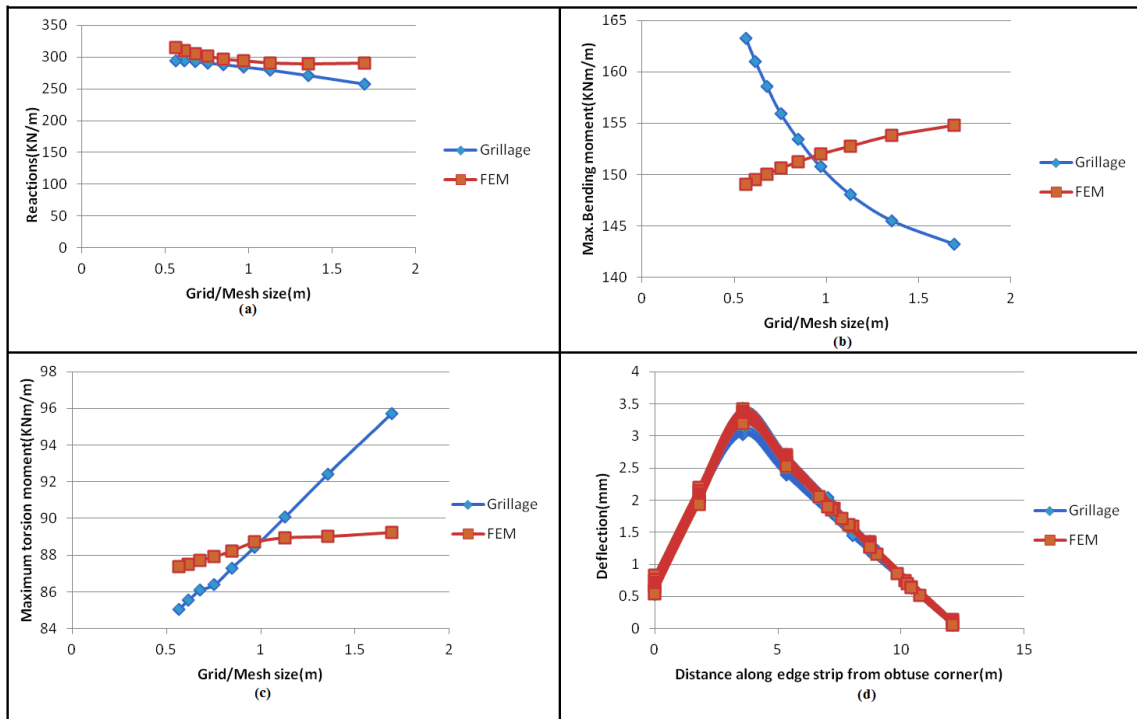 350
300
250
200
150
100
50
0
0 0.5 1 1.5 2
Reactions(KN/m)
Grid/Mesh size(m)
(a)
Grillage
FEM
165
160
155
150
145
140
0 0.5 1 1.5 2
Max.Bending moment(KNm/m)
Grid/Mesh size(m)
(b)
Grillage
FEM
98
96
94
92
90
88
86
84
0 0.5 1 1.5 2
Maximum torsion moment(KNm/m)
Grid/Mesh size(m)
(c)
Grillage
FEM
4
3.5
3
2.5
2
1.5
1
0.5
0
0 5 10 15
Deflection(mm)
Distance along edge strip from obtuse corner(m)
(d)
Grillage
FEM